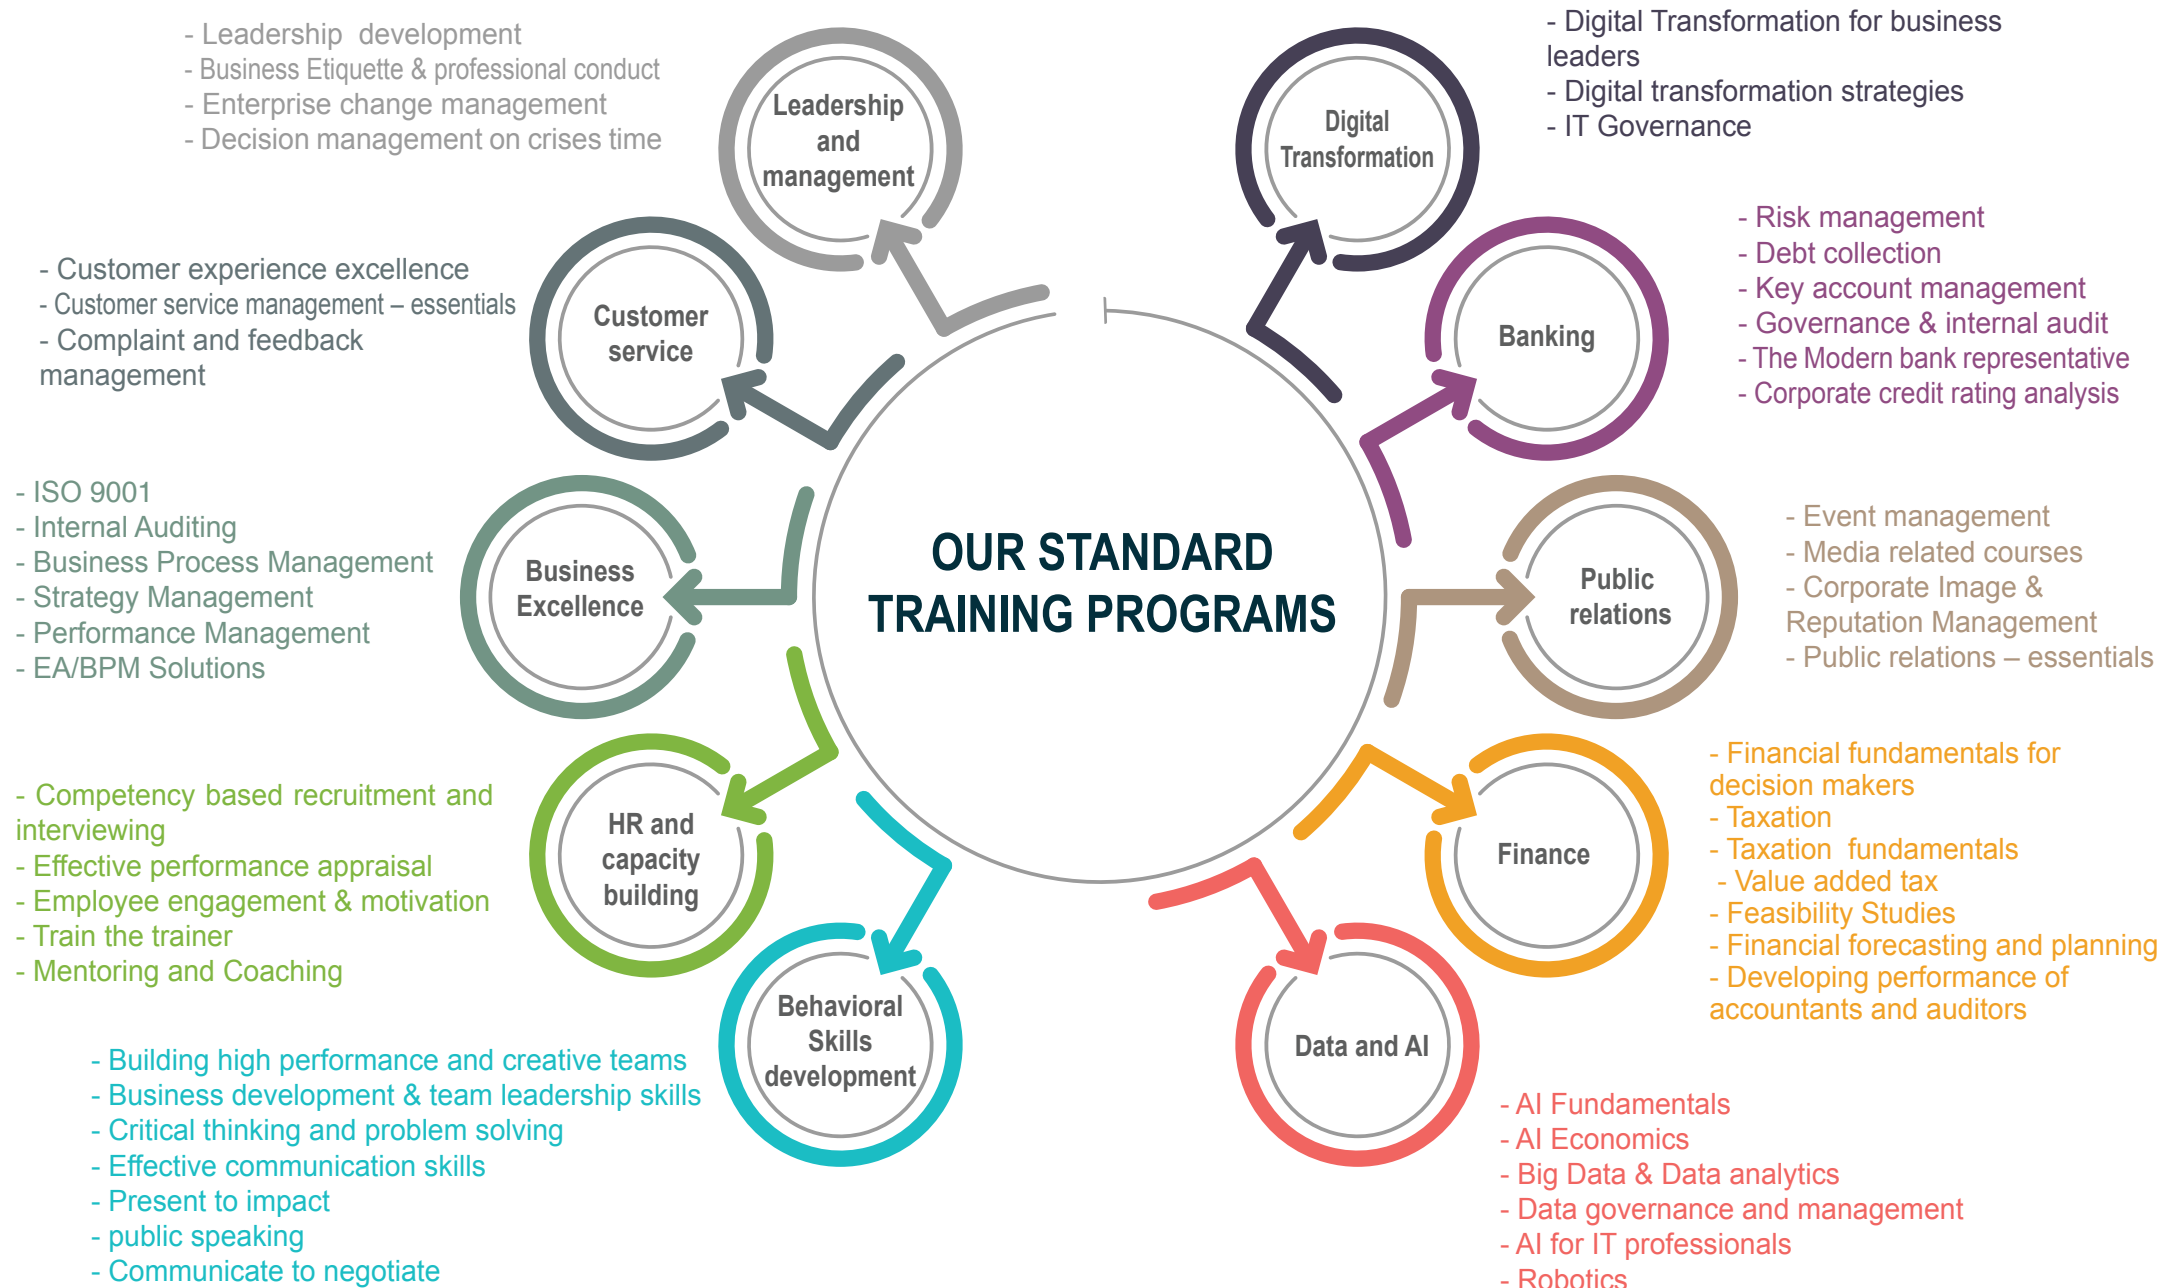 - Leadership  development
- Business Etiquette & professional conduct
- Enterprise change management
- Decision management on crises time
Leadership
and
management
- Customer experience excellence
- Customer service management – essentials
- Complaint and feedback
management
Customer
service
- ISO 9001
- Internal Auditing
- Business Process Management
- Strategy Management
- Performance Management
- EA/BPM Solutions
Business
Excellence
- Competency based recruitment and
interviewing
- Effective performance appraisal
- Employee engagement & motivation
- Train the trainer
- Mentoring and Coaching
HR and
capacity
building
- Building high performance and creative teams
- Business development & team leadership skills
- Critical thinking and problem solving
- Effective communication skills
- Present to impact
- public speaking
- Communicate to negotiate
Behavioral
Skills
development
OUR STANDARD
TRAINING PROGRAMS
Digital
Transformation
- Digital Transformation for business
leaders
- Digital transformation strategies
- IT Governance
Banking
- Risk management
- Debt collection
- Key account management
- Governance & internal audit
- The Modern bank representative
- Corporate credit rating analysis
Public
relations
- Event management
- Media related courses
- Corporate Image &
Reputation Management
- Public relations – essentials
Finance
- Financial fundamentals for
decision makers
- Taxation
- Taxation  fundamentals
- Value added tax
- Feasibility Studies
- Financial forecasting and planning
- Developing performance of
accountants and auditors
Data and AI
- AI Fundamentals
- AI Economics
- Big Data & Data analytics
- Data governance and management
- AI for IT professionals
- Robotics